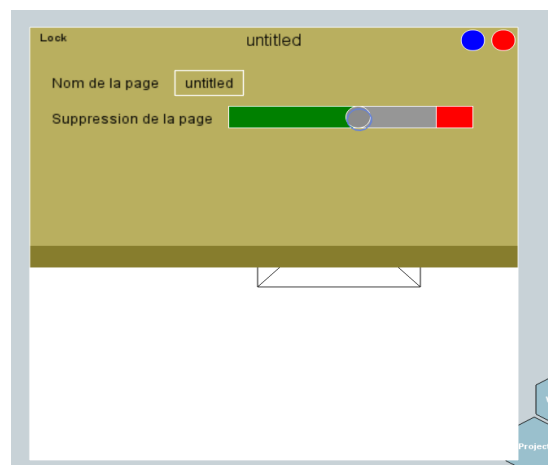 Lock
untitled
Nom de la page
untitled
Suppression de la page
Project